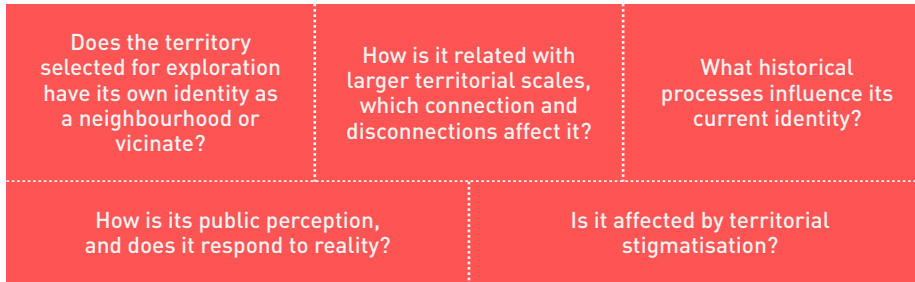 Does the territory
selected for exploration
have its own identity as
a neighbourhood or
vicinate?
How is it related with
larger territorial scales,
which connection and
disconnections affect it?
What historical
processes influence its
current identity?
How is its public perception,
and does it respond to reality?
Is it affected by territorial
stigmatisation?